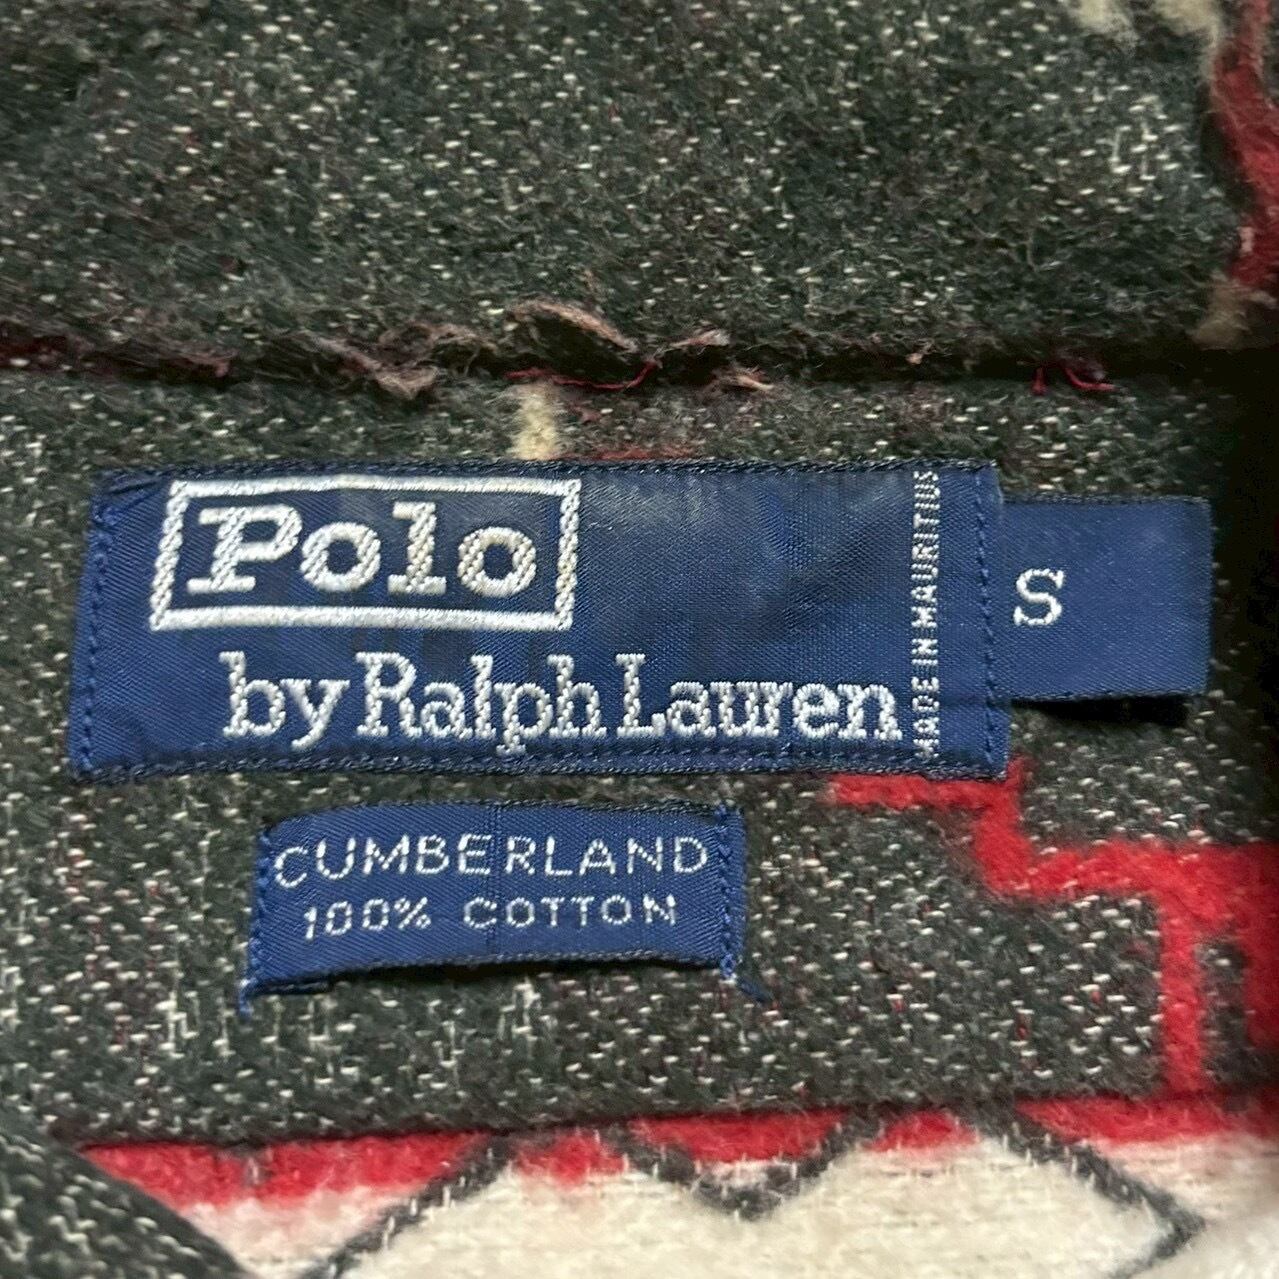 Polo
by Ralph Lauren
MADE IN MAURITIUS
S
CUMBERLAND
100% COTTON